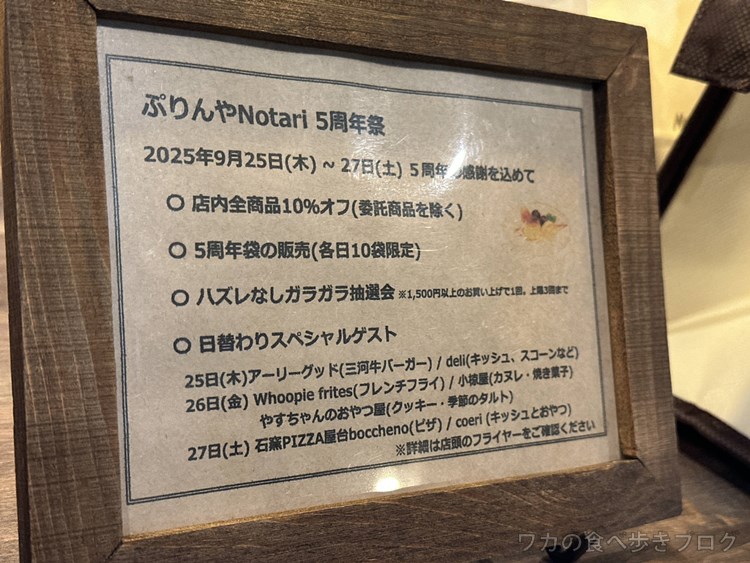 ぷりんやNotari 5周年祭
2025年9月25日(木) ~ 27日(土) 5周年の感謝を込めて
○ 店内全商品10%オフ(委託商品を除く)
○ 5周年袋の販売(各日10袋限定)
○ ハズレなしガラガラ抽選会 ※1,500円以上のお買い上げで1回。上限3回まで
○ 日替わりスペシャルゲスト
25日(木)アーリーグッド(三河牛バーガー) / deli(キッシュ、スコーンなど)
26日(金) Whoopie frites(フレンチフライ) / 小椋屋(カヌレ・焼き菓子)
やすちゃんのおやつ屋(クッキー・季節のタルト)
27日(土) 石窯PIZZA屋台boccheno(ピザ) / coeri (キッシュとおやつ)
※詳細は店頭のフライヤーをご確認ください
ワカの食べ歩きブログ